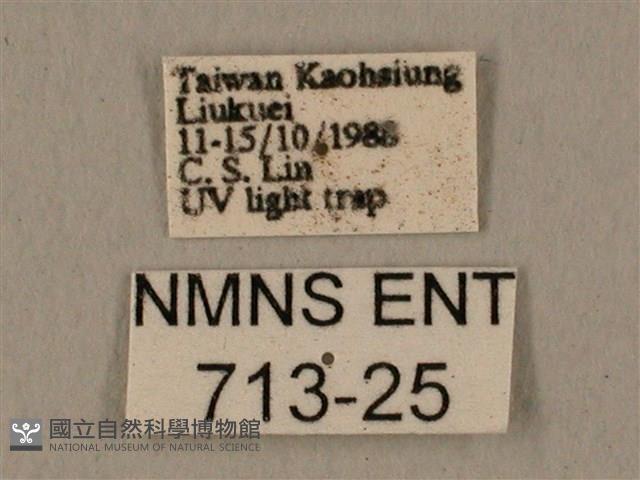 Taiwan Kaohsiung
Liukuei
11-15/10/1988
C. S. Lin
UV light trap
NMNS ENT
713-25
國立自然科學博物館
NATIONAL MUSEUM OF NATURAL SCIENCE